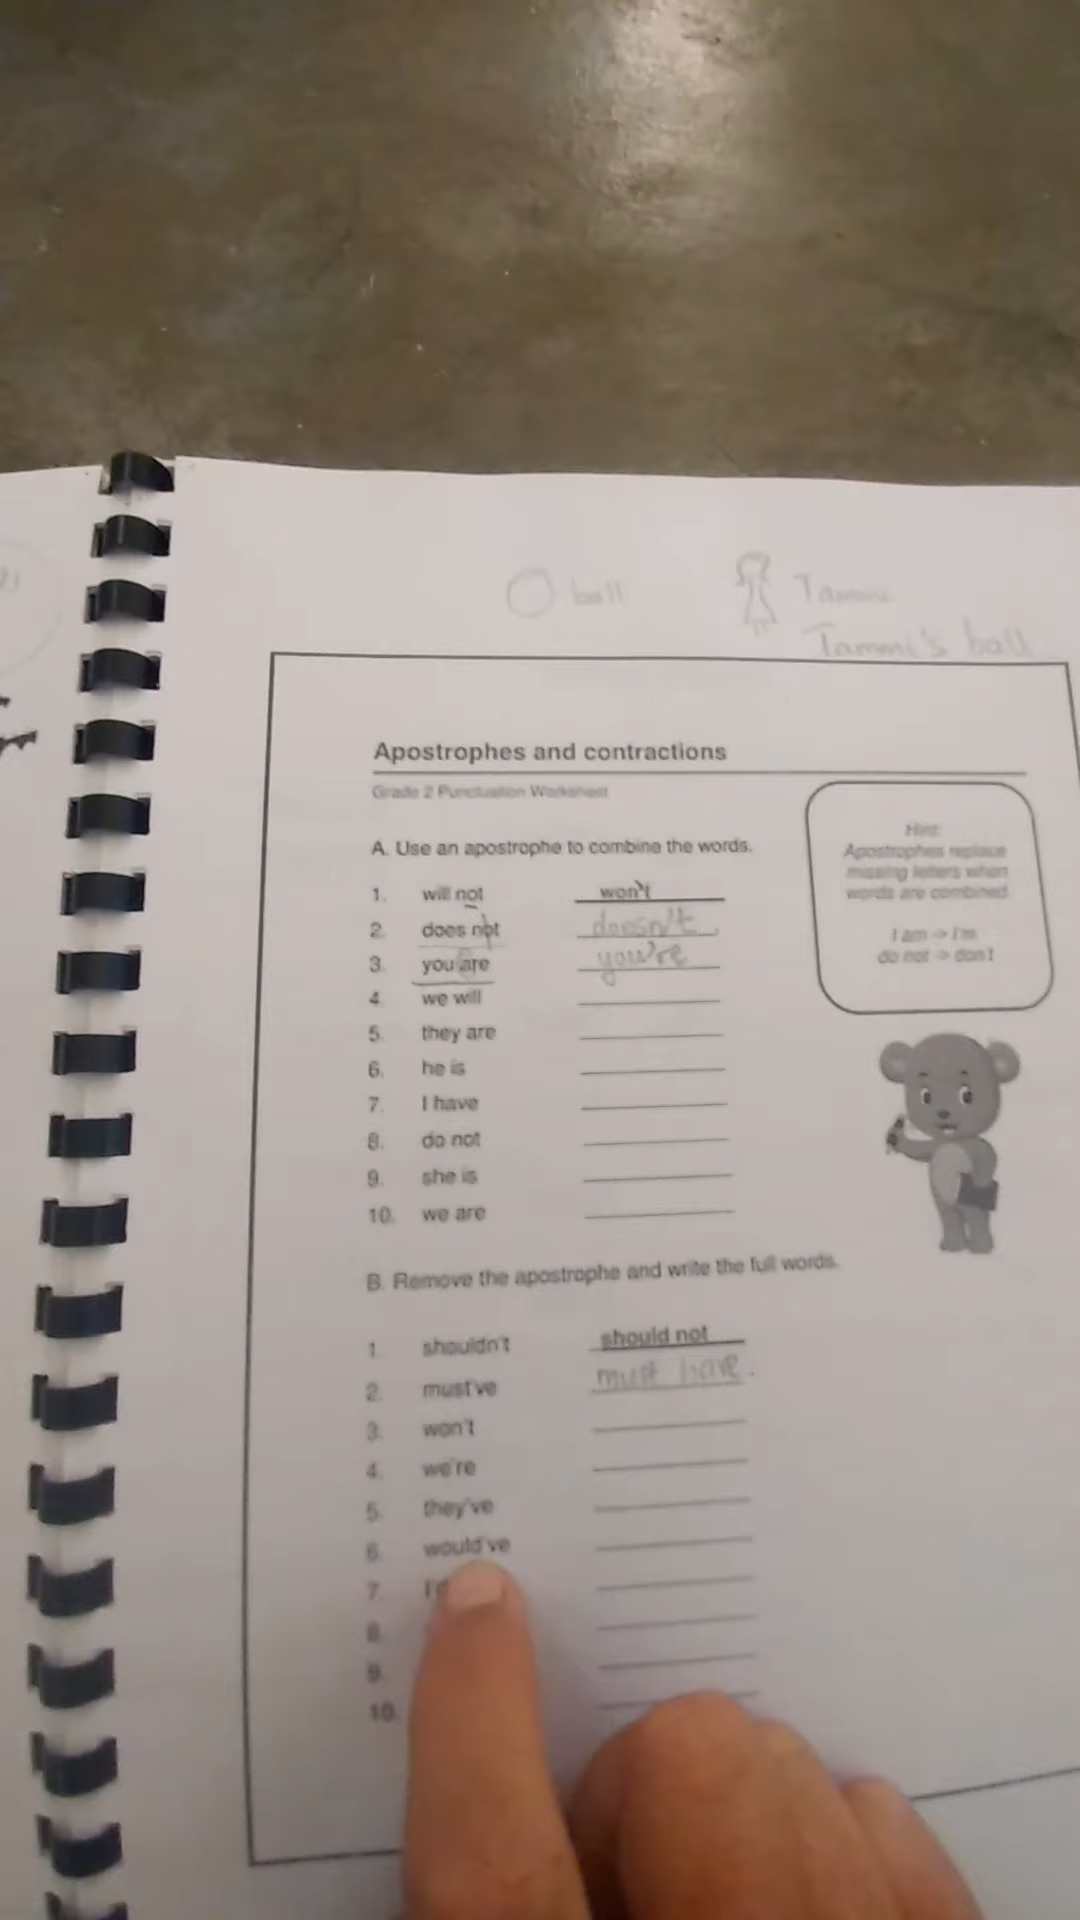 ball Tammi
Tammi's ball
Apostrophes and contractions
Grade 2 Punctuation Worksheet
A. Use an apostrophe to combine the words.
Hint:
Apostrophes replace
missing letters when
words are combined.
I am -> I'm
do not -> don't
1. will not won't
2. does not doesn't
3. you are you're
4. we will
5. they are
6. he is
7. I have
8. do not
9. she is
10. we are
B. Remove the apostrophe and write the full words.
1. shouldn't should not
2. must've must have.
3. won't
4. we're
5. they've
6. would've
7.
8.
9.
10.